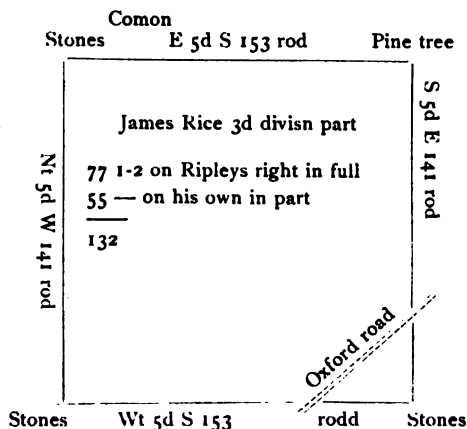 Comon
Stones E 5d S 153 rod Pine tree
James Rice 3d divisn part
77 1-2 on Ripleys right in full
55 — on his own in part
132
Nt 5d W 141 rod
S 5d E 141 rod
Oxford road
Stones Wt 5d S 153 rodd Stones